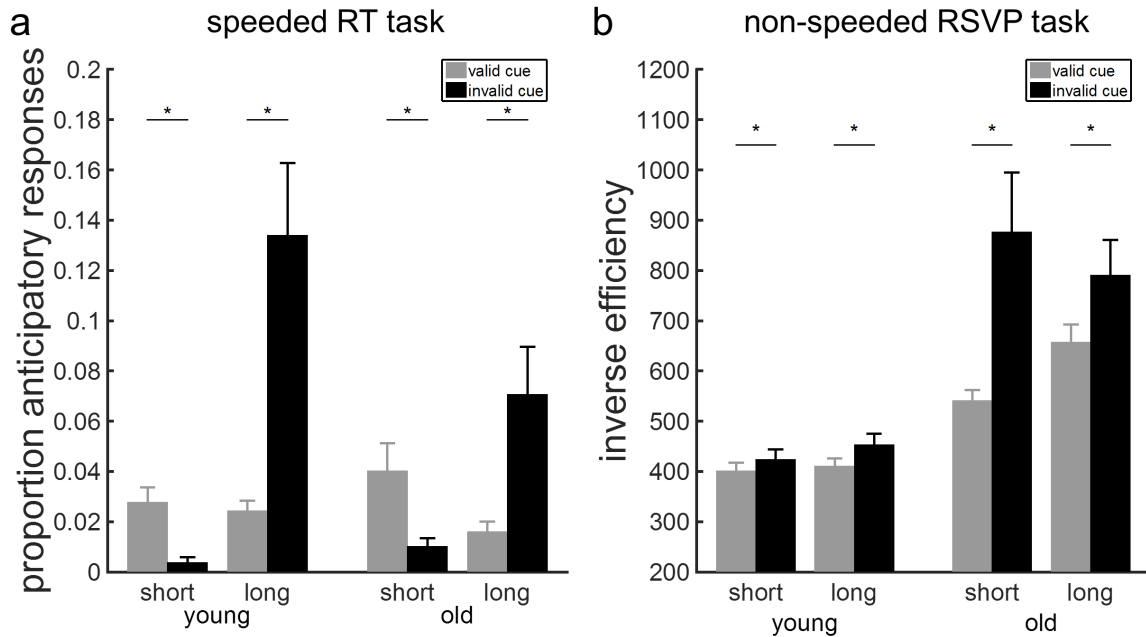 a
speeded RT task
proportion anticipatory responses
0.2
0.18
0.16
0.14
0.12
0.1
0.08
0.06
0.04
0.02
0
valid cue
invalid cue
*
*
*
*
short
long
short
long
young
old
b
non-speeded RSVP task
inverse efficiency
1200
1100
1000
900
800
700
600
500
400
300
200
valid cue
invalid cue
*
*
*
*
short
long
short
long
young
old